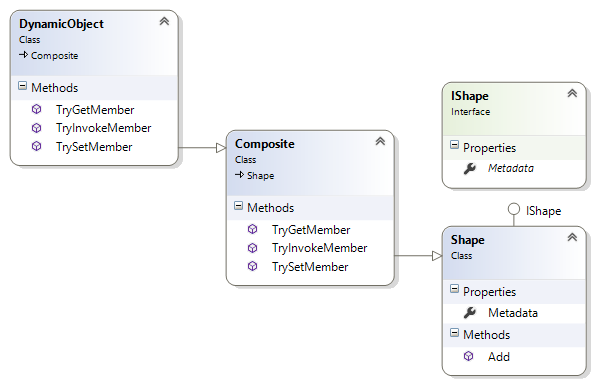 DynamicObject
Class
Composite
Methods
TryGetMember
TryInvokeMember
TrySetMember
Composite
Class
Shape
Methods
TryGetMember
TryInvokeMember
TrySetMember
IShape
Interface
Properties
Metadata
IShape
Shape
Class
Properties
Metadata
Methods
Add